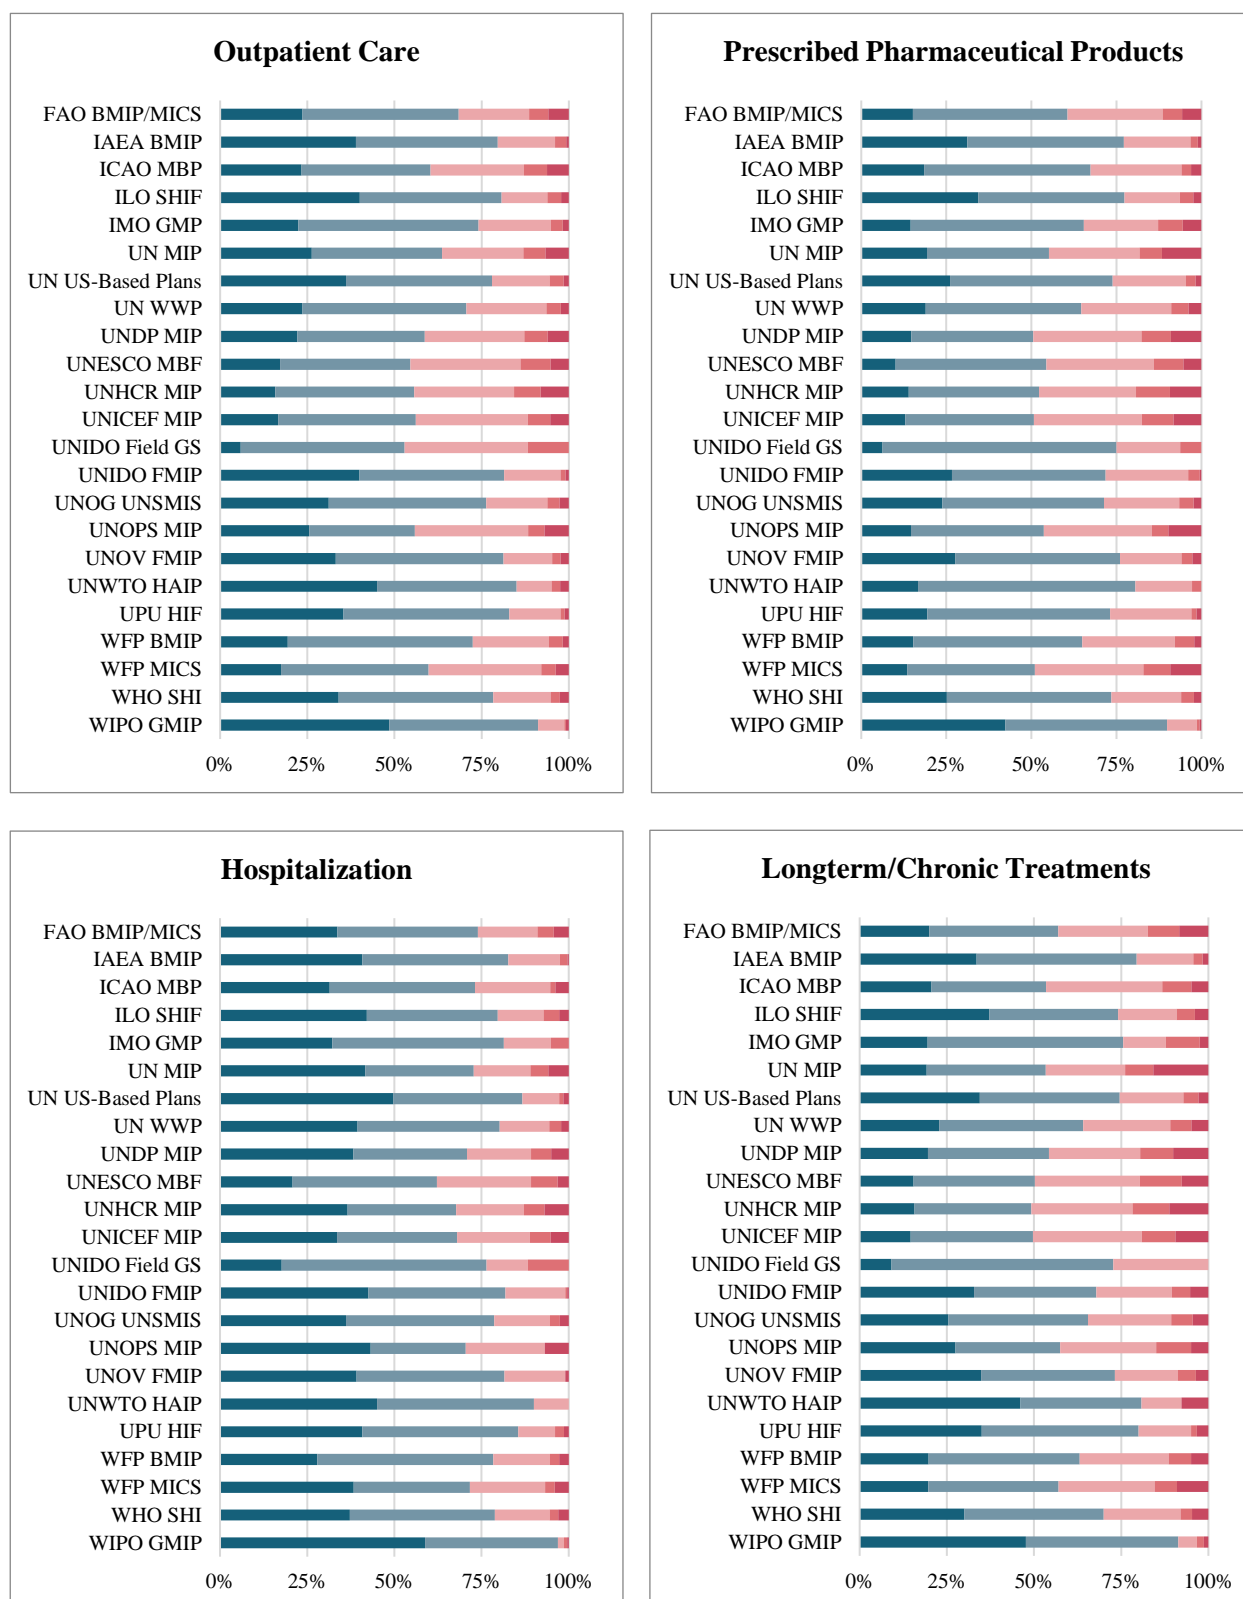 Outpatient Care
FAO BMIP/MICS
IAEA BMIP
ICAO MBP
ILO SHIF
IMO GMP
UN MIP
UN US-Based Plans
UN WWP
UNDP MIP
UNESCO MBF
UNHCR MIP
UNICEF MIP
UNIDO Field GS
UNIDO FMIP
UNOG UNSMIS
UNOPS MIP
UNOV FMIP
UNWTO HAIP
UPU HIF
WFP BMIP
WFP MICS
WHO SHI
WIPO GMIP
0% 25% 50% 75% 100%
Prescribed Pharmaceutical Products
FAO BMIP/MICS
IAEA BMIP
ICAO MBP
ILO SHIF
IMO GMP
UN MIP
UN US-Based Plans
UN WWP
UNDP MIP
UNESCO MBF
UNHCR MIP
UNICEF MIP
UNIDO Field GS
UNIDO FMIP
UNOG UNSMIS
UNOPS MIP
UNOV FMIP
UNWTO HAIP
UPU HIF
WFP BMIP
WFP MICS
WHO SHI
WIPO GMIP
0% 25% 50% 75% 100%
Hospitalization
FAO BMIP/MICS
IAEA BMIP
ICAO MBP
ILO SHIF
IMO GMP
UN MIP
UN US-Based Plans
UN WWP
UNDP MIP
UNESCO MBF
UNHCR MIP
UNICEF MIP
UNIDO Field GS
UNIDO FMIP
UNOG UNSMIS
UNOPS MIP
UNOV FMIP
UNWTO HAIP
UPU HIF
WFP BMIP
WFP MICS
WHO SHI
WIPO GMIP
0% 25% 50% 75% 100%
Longterm/Chronic Treatments
FAO BMIP/MICS
IAEA BMIP
ICAO MBP
ILO SHIF
IMO GMP
UN MIP
UN US-Based Plans
UN WWP
UNDP MIP
UNESCO MBF
UNHCR MIP
UNICEF MIP
UNIDO Field GS
UNIDO FMIP
UNOG UNSMIS
UNOPS MIP
UNOV FMIP
UNWTO HAIP
UPU HIF
WFP BMIP
WFP MICS
WHO SHI
WIPO GMIP
0% 25% 50% 75% 100%